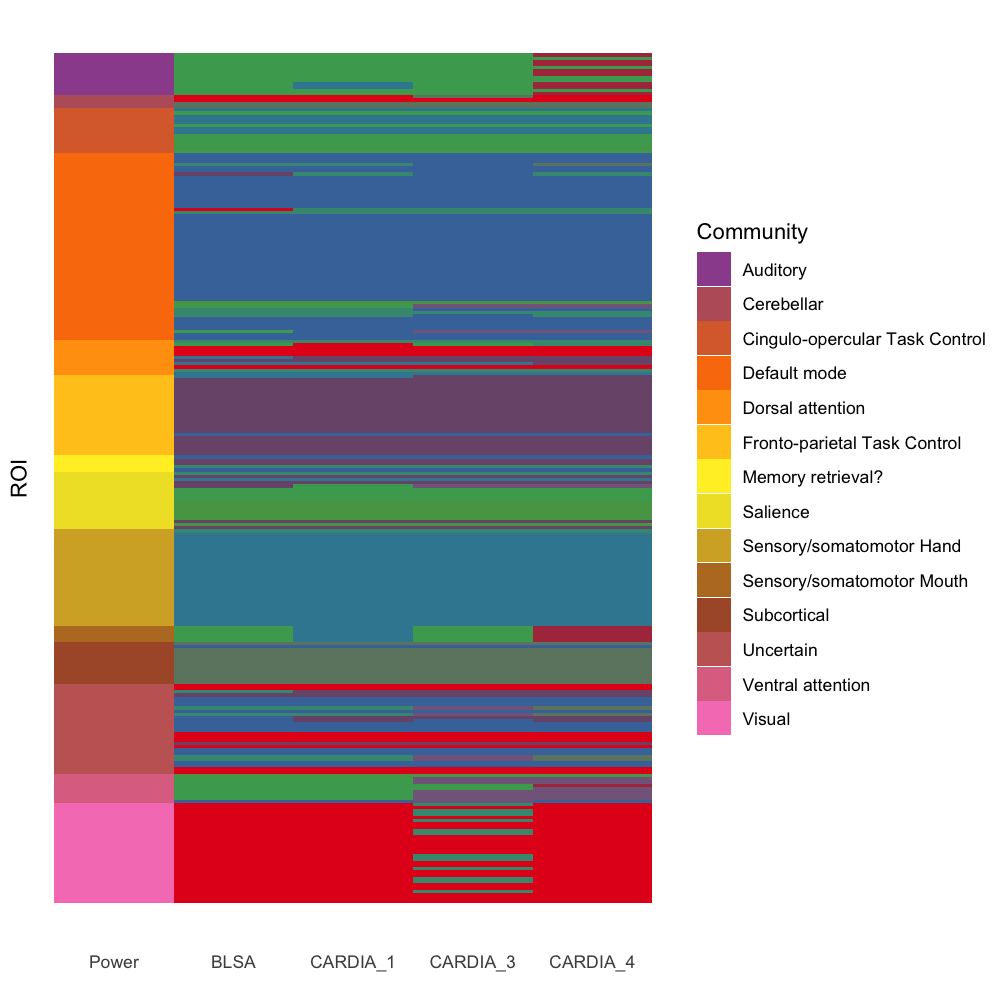 Community
Auditory
Cerebellar
Cingulo-opercular Task Control
Default mode
Dorsal attention
Fronto-parietal Task Control
Memory retrieval?
Salience
Sensory/somatomotor Hand
Sensory/somatomotor Mouth
Subcortical
Uncertain
Ventral attention
Visual
ROI
Power BLSA CARDIA_1 CARDIA_3 CARDIA_4